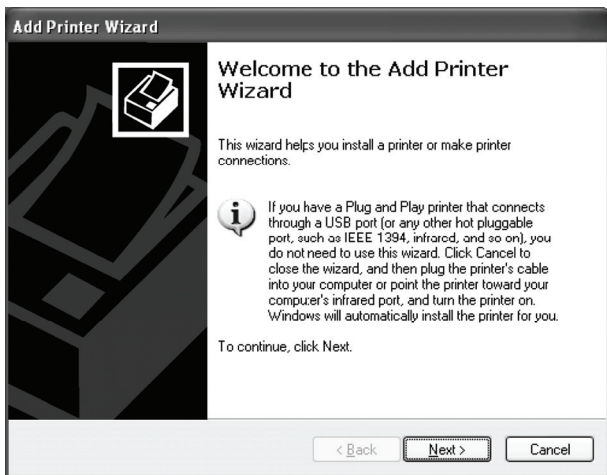 Add Printer Wizard
Welcome to the Add Printer
Wizard
This wizard helps you install a printer or make printer
connections.
If you have a Plug and Play printer that connects
through a USB port (or any other hot pluggable
port, such as IEEE 1394, infrared, and so on), you
do not need to use this wizard. Click Cancel to
close the wizard, and then plug the printer's cable
into your computer or point the printer toward your
computer's infrared port, and turn the printer on.
Windows will automatically install the printer for you.
To continue, click Next.
< Back Next > Cancel